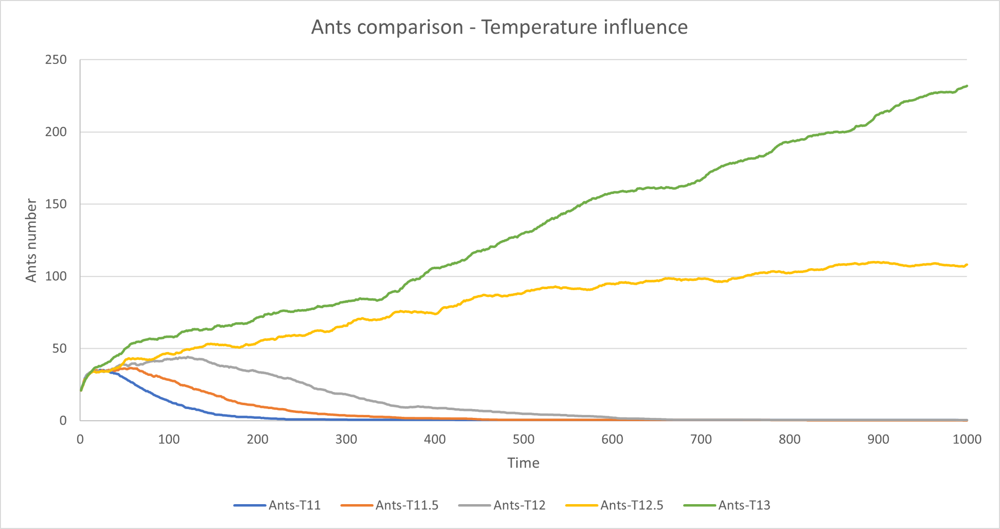 Ants comparison - Temperature influence
250
200
150
100
50
0
Ants number
0 100 200 300 400 500 600 700 800 900 1000
Time
Ants-T11 Ants-T11.5 Ants-T12 Ants-T12.5 Ants-T13